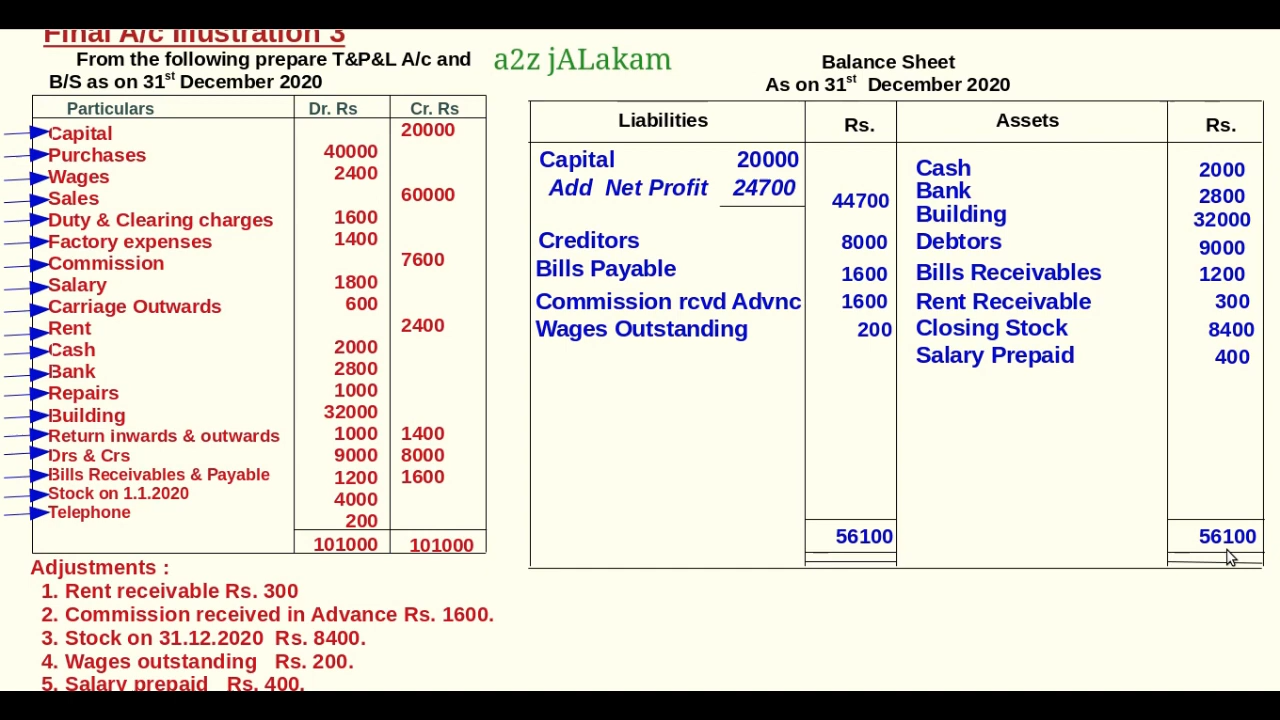 Final A/c Illustration 3
From the following prepare T&P&L A/c and
B/S as on 31st December 2020
a2z jALakam
Particulars Dr. Rs Cr. Rs
Capital 20000
Purchases 40000
Wages 2400
Sales 60000
Duty & Clearing charges 1600
Factory expenses 1400
Commission 7600
Salary 1800
Carriage Outwards 600
Rent 2400
Cash 2000
Bank 2800
Repairs 1000
Building 32000
Return inwards & outwards 1000 1400
Drs & Crs 9000 8000
Bills Receivables & Payable 1200 1600
Stock on 1.1.2020 4000
Telephone 200
101000 101000
Adjustments :
1. Rent receivable Rs. 300
2. Commission received in Advance Rs. 1600.
3. Stock on 31.12.2020 Rs. 8400.
4. Wages outstanding Rs. 200.
5. Salary prepaid Rs. 400.
Balance Sheet
As on 31st December 2020
Liabilities Rs. Assets Rs.
Capital 20000 Cash 2000
Add Net Profit 24700 44700 Bank 2800
Building 32000
Creditors 8000 Debtors 9000
Bills Payable 1600 Bills Receivables 1200
Commission rcvd Advnc 1600 Rent Receivable 300
Wages Outstanding 200 Closing Stock 8400
Salary Prepaid 400
56100 56100